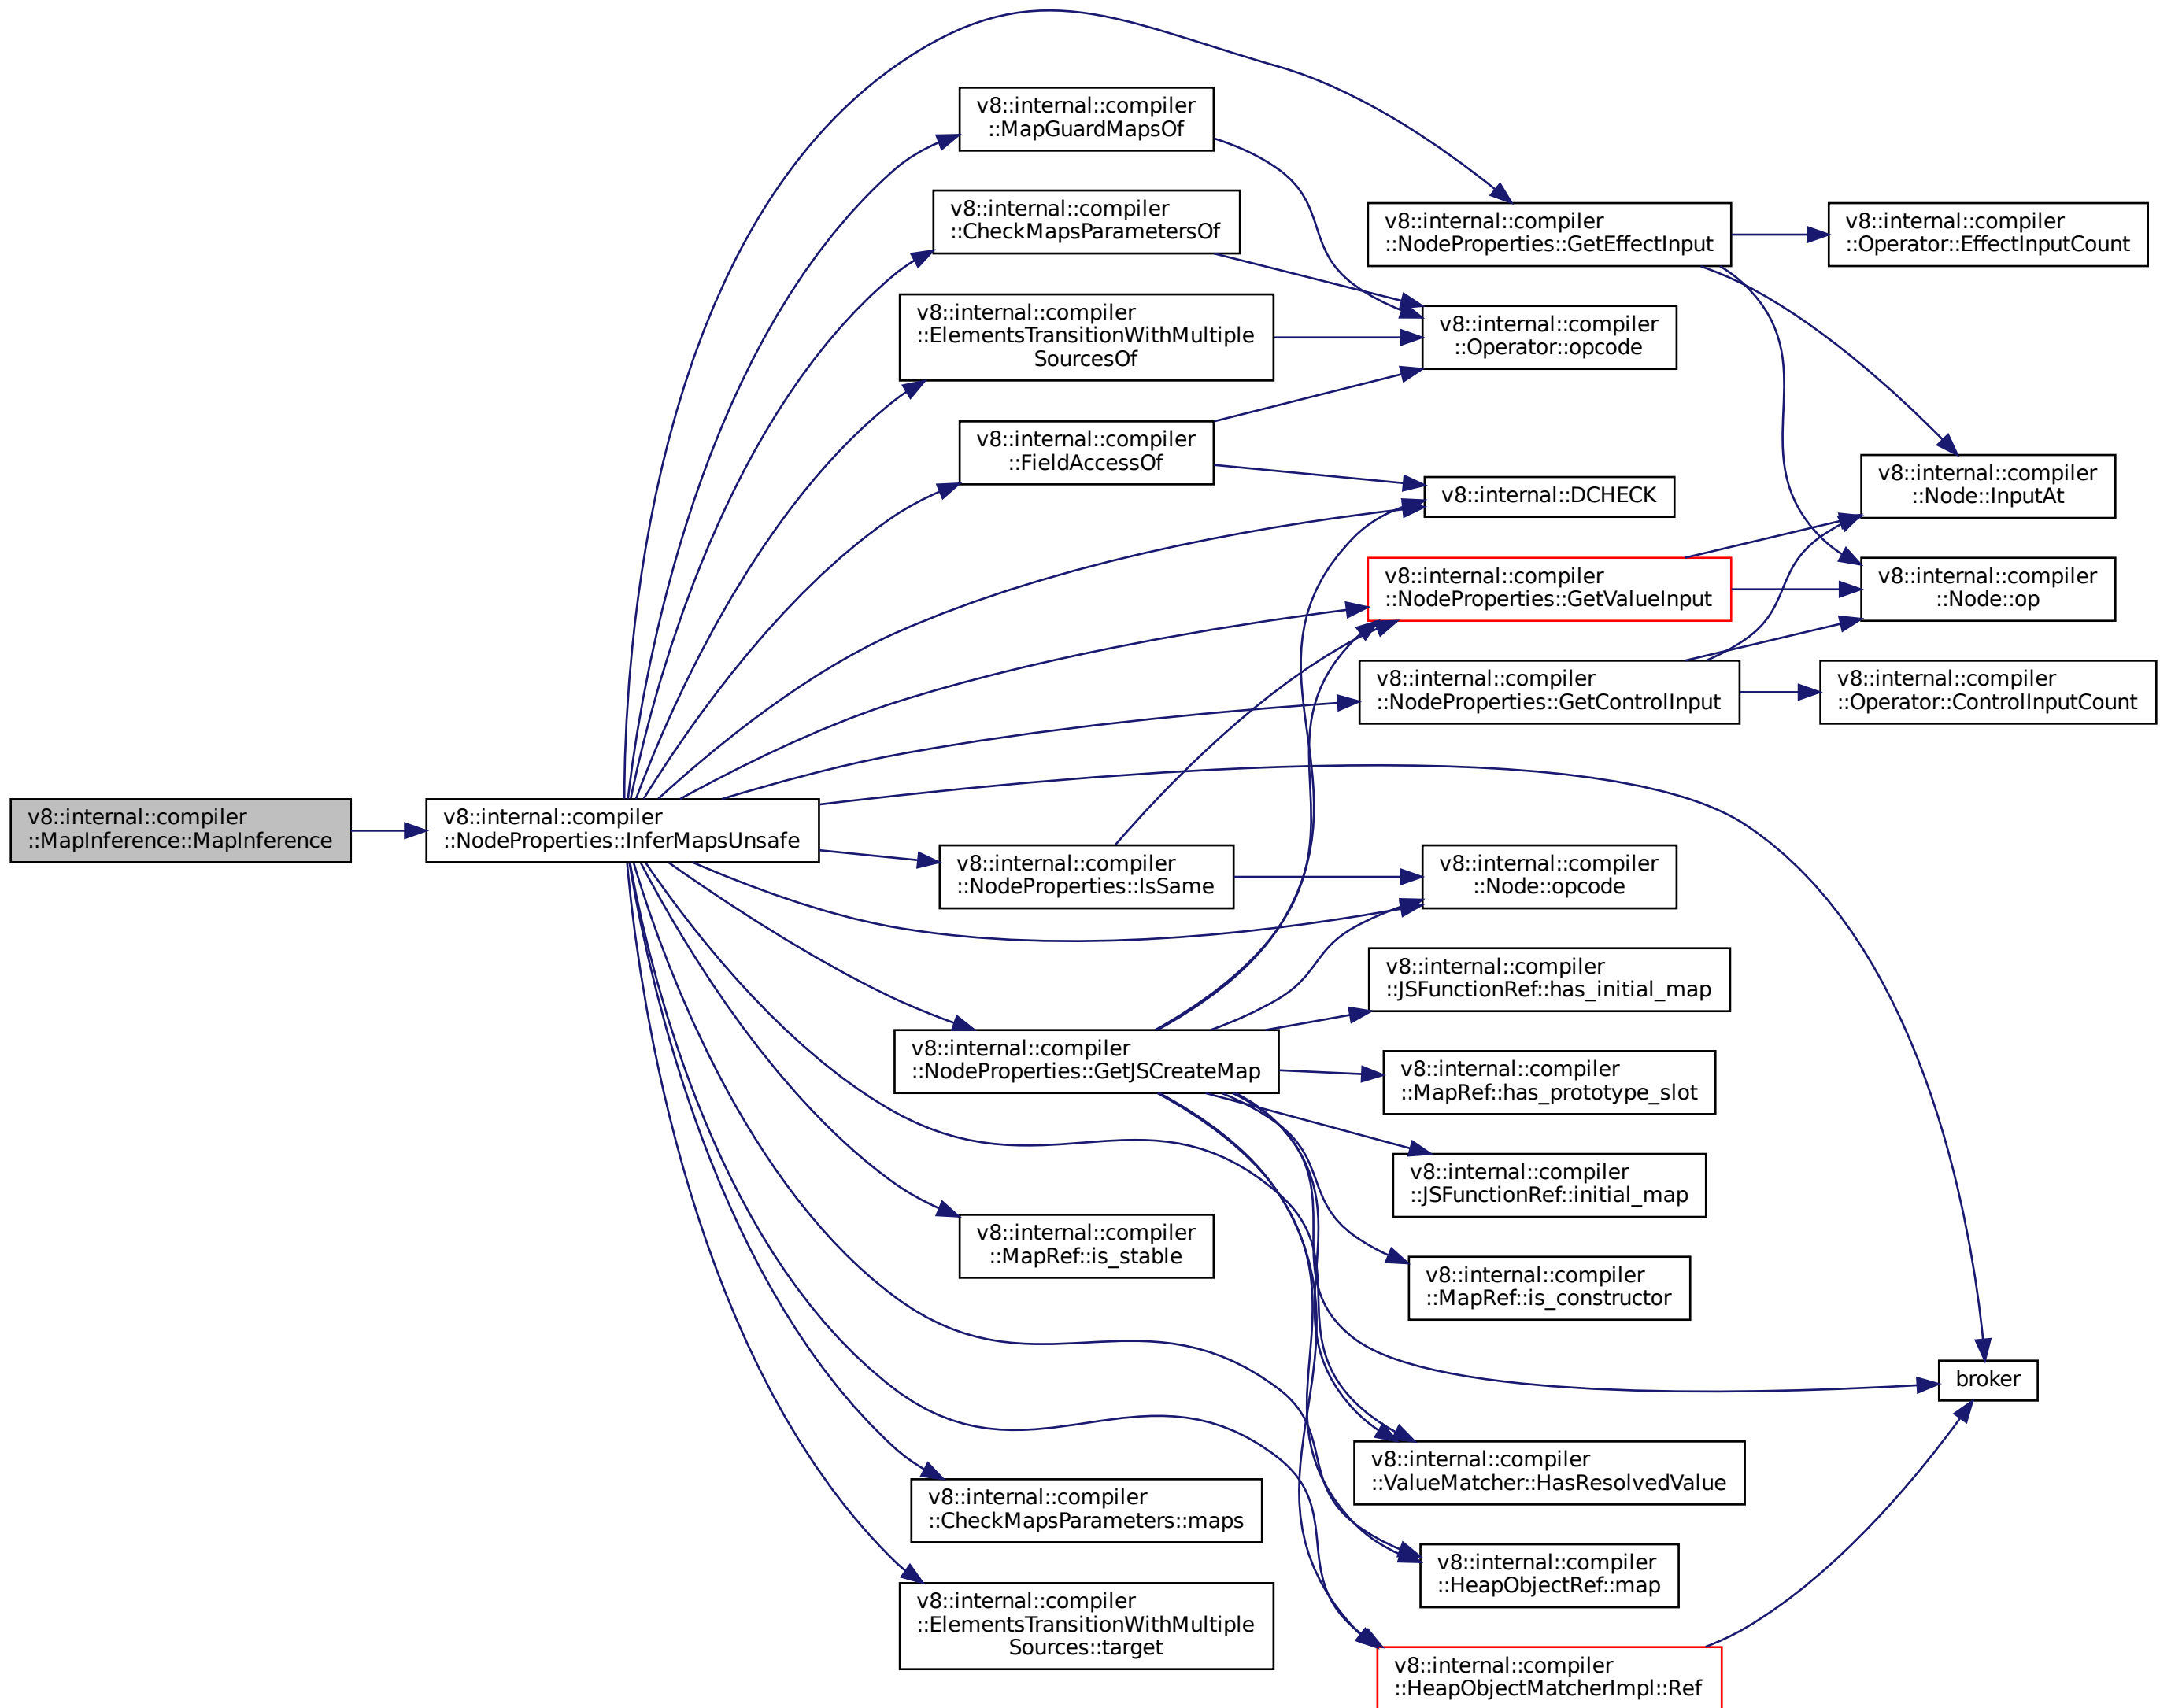 v8::internal::compiler
::MapInference::MapInference
v8::internal::compiler
::NodeProperties::InferMapsUnsafe
v8::internal::compiler
::MapGuardMapsOf
v8::internal::compiler
::CheckMapsParametersOf
v8::internal::compiler
::ElementsTransitionWithMultiple
SourcesOf
v8::internal::compiler
::FieldAccessOf
v8::internal::compiler
::NodeProperties::IsSame
v8::internal::compiler
::NodeProperties::GetJSCreateMap
v8::internal::compiler
::MapRef::is_stable
v8::internal::compiler
::CheckMapsParameters::maps
v8::internal::compiler
::ElementsTransitionWithMultiple
Sources::target
v8::internal::compiler
::NodeProperties::GetEffectInput
v8::internal::compiler
::Operator::opcode
v8::internal::DCHECK
v8::internal::compiler
::NodeProperties::GetValueInput
v8::internal::compiler
::NodeProperties::GetControlInput
v8::internal::compiler
::Node::opcode
v8::internal::compiler
::JSFunctionRef::has_initial_map
v8::internal::compiler
::MapRef::has_prototype_slot
v8::internal::compiler
::JSFunctionRef::initial_map
v8::internal::compiler
::MapRef::is_constructor
v8::internal::compiler
::ValueMatcher::HasResolvedValue
v8::internal::compiler
::HeapObjectRef::map
v8::internal::compiler
::HeapObjectMatcherImpl::Ref
v8::internal::compiler
::Operator::EffectInputCount
v8::internal::compiler
::Node::InputAt
v8::internal::compiler
::Node::op
v8::internal::compiler
::Operator::ControlInputCount
broker